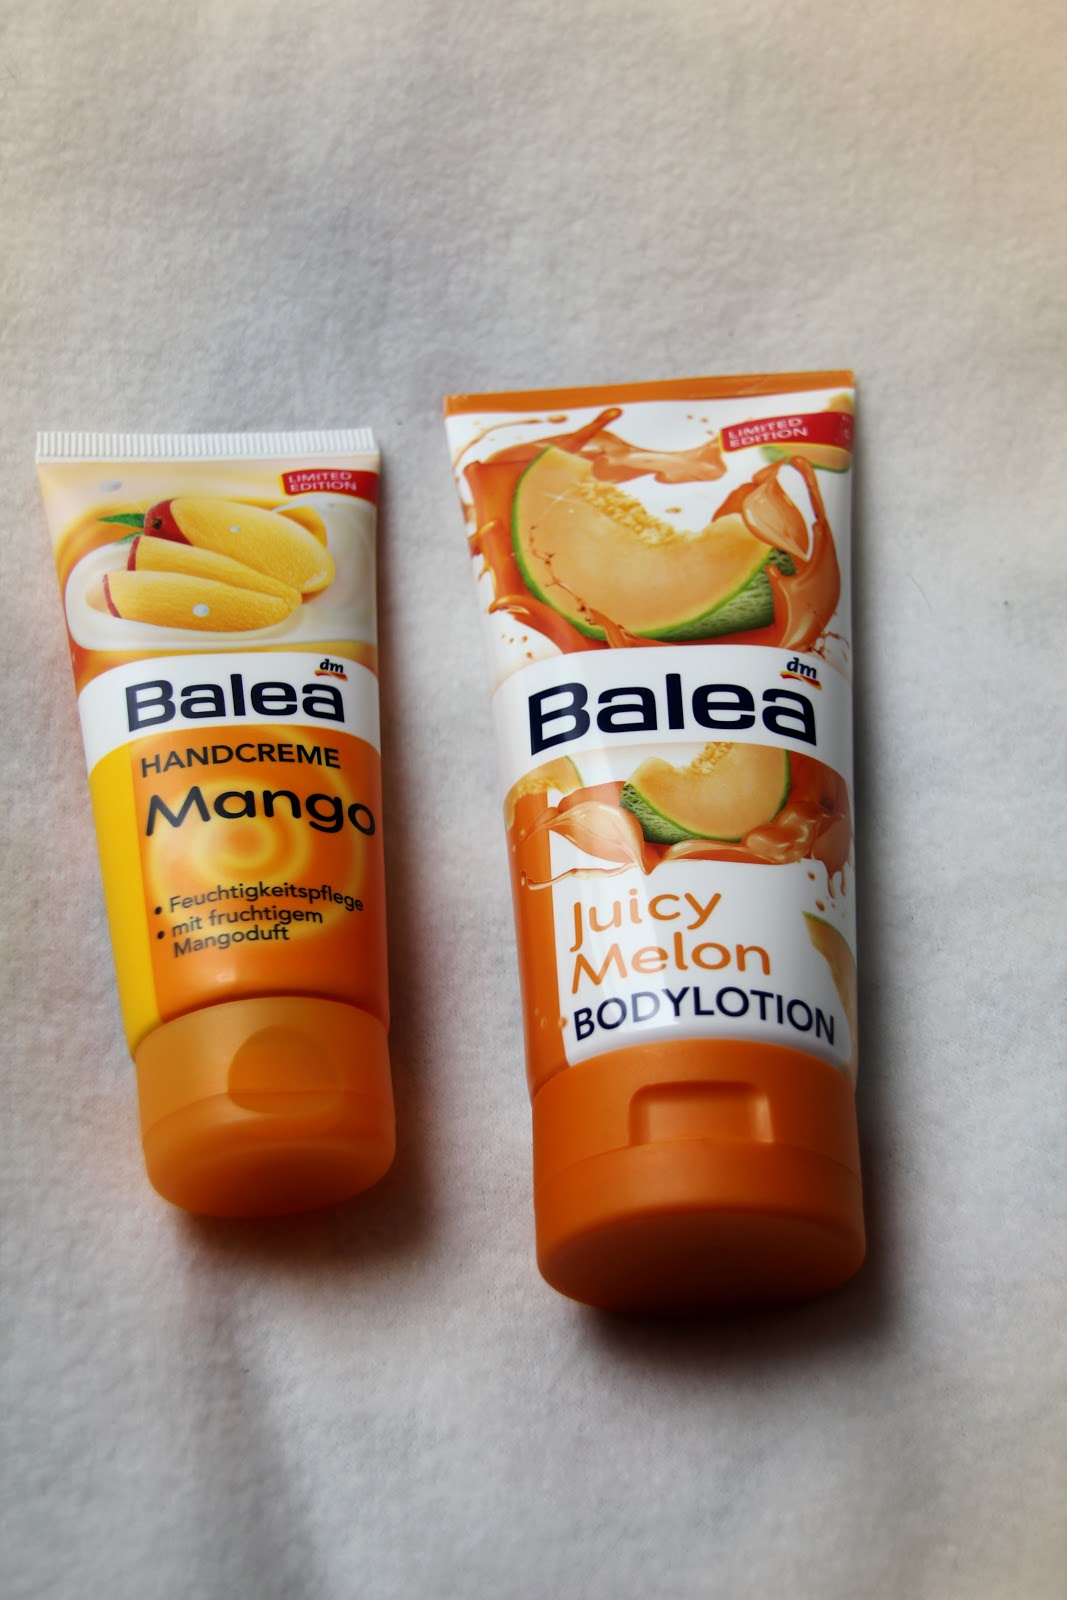 LIMITED
EDITION
dm
Balea
HANDCREME
Mango
• Feuchtigkeitspflege
• mit fruchtigem
Mangoduft
LIMITED
EDITION
dm
Balea
Juicy
Melon
BODYLOTION